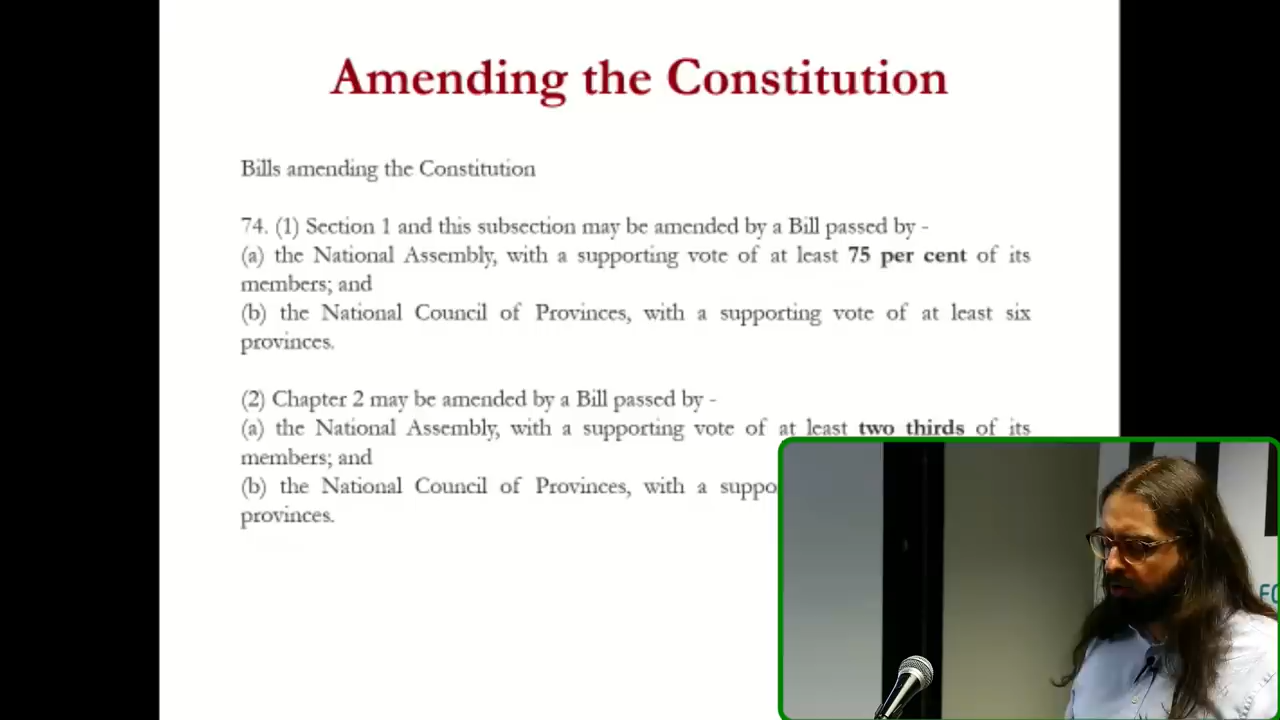 Amending the Constitution
Bills amending the Constitution
74. (1) Section 1 and this subsection may be amended by a Bill passed by -
(a) the National Assembly, with a supporting vote of at least 75 per cent of its
members; and
(b) the National Council of Provinces, with a supporting vote of at least six
provinces.
(2) Chapter 2 may be amended by a Bill passed by -
(a) the National Assembly, with a supporting vote of at least two thirds of its
members; and
(b) the National Council of Provinces, with a
provinces.